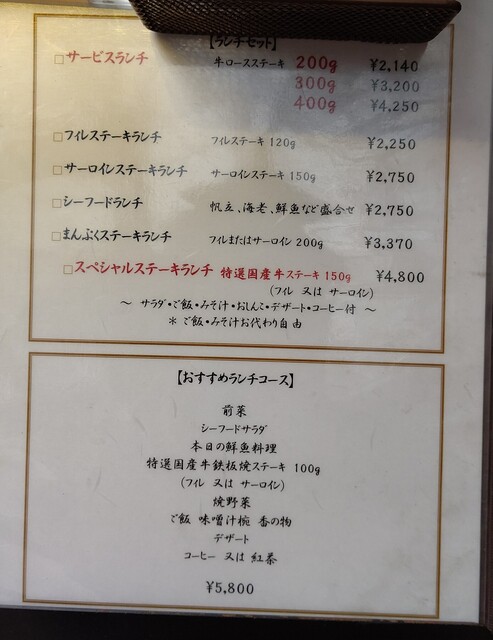 【ランチセット】
□サービスランチ 牛ロースステーキ 200g ¥2,140
300g ¥3,200
400g ¥4,250
□フィレステーキランチ フィレステーキ 120g ¥2,250
□サーロインステーキランチ サーロインステーキ 150g ¥2,750
□シーフードランチ 帆立、海老、鮮魚など盛合せ ¥2,750
□まんぷくステーキランチ フィレまたはサーロイン 200g ¥3,370
□スペシャルステーキランチ 特選国産牛ステーキ 150g ¥4,800
(フィレ 又は サーロイン)
～ サラダ・ご飯・みそ汁・おしんこ・デザート・コーヒー付 ～
＊ ご飯・みそ汁お代わり自由
【おすすめランチコース】
前菜
シーフードサラダ
本日の鮮魚料理
特選国産牛鉄板焼ステーキ 100g
(フィレ 又は サーロイン)
焼野菜
ご飯 味噌汁椀 香の物
デザート
コーヒー 又は 紅茶
¥5,800